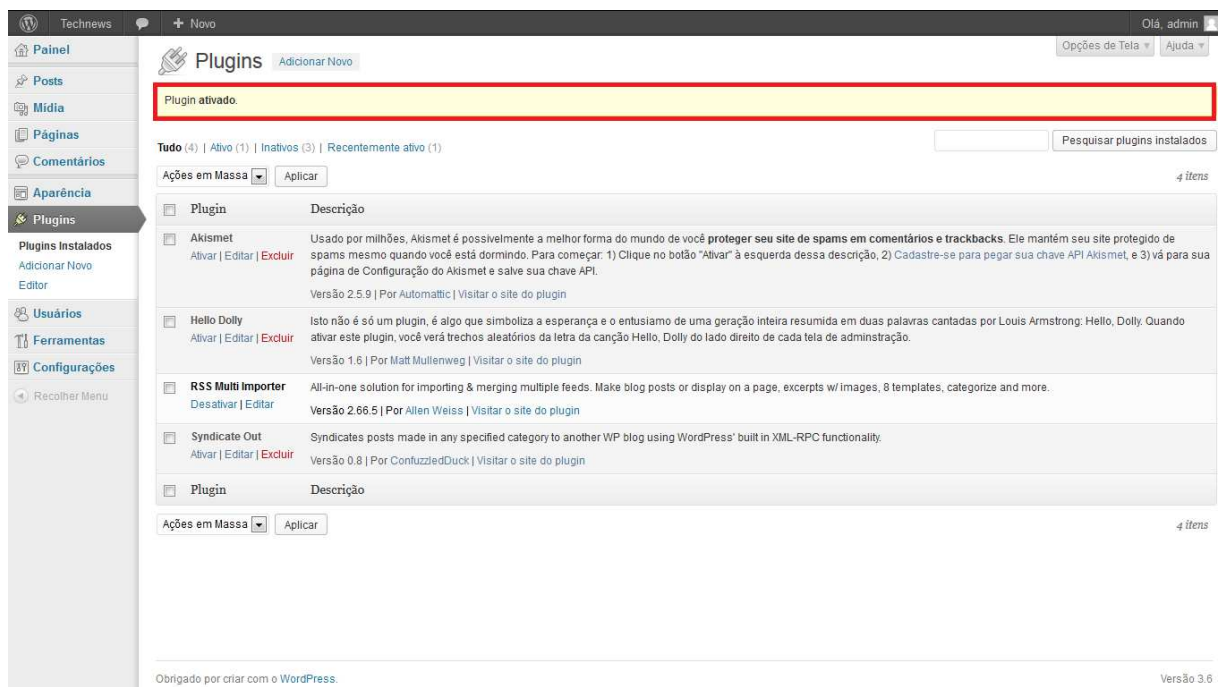 Technews + Novo Olá, admin
Painel
Posts
Mídia
Páginas
Comentários
Aparência
Plugins
Plugins Instalados
Adicionar Novo
Editor
Usuários
Ferramentas
Configurações
Recolher Menu
Opções de Tela Ajuda
Plugins Adicionar Novo
Plugin ativado.
Tudo (4) | Ativo (1) | Inativos (3) | Recentemente ativo (1)
Pesquisar plugins instalados
Ações em Massa Aplicar 4 itens
Plugin Descrição
Akismet
Ativar | Editar | Excluir
Usado por milhões, Akismet é possivelmente a melhor forma do mundo de você proteger seu site de spams em comentários e trackbacks. Ele mantém seu site protegido de
spams mesmo quando você está dormindo. Para começar: 1) Clique no botão "Ativar" à esquerda dessa descrição, 2) Cadastre-se para pegar sua chave API Akismet, e 3) vá para sua
página de Configuração do Akismet e salve sua chave API.
Versão 2.5.9 | Por Automattic | Visitar o site do plugin
Hello Dolly
Ativar | Editar | Excluir
Isto não é só um plugin, é algo que simboliza a esperança e o entusiamo de uma geração inteira resumida em duas palavras cantadas por Louis Armstrong: Hello, Dolly. Quando
ativar este plugin, você verá trechos aleatórios da letra da canção Hello, Dolly do lado direito de cada tela de adminstração.
Versão 1.6 | Por Matt Mullenweg | Visitar o site do plugin
RSS Multi Importer
Desativar | Editar
All-in-one solution for importing & merging multiple feeds. Make blog posts or display on a page, excerpts w/ images, 8 templates, categorize and more.
Versão 2.66.5 | Por Allen Weiss | Visitar o site do plugin
Syndicate Out
Ativar | Editar | Excluir
Syndicates posts made in any specified category to another WP blog using WordPress' built in XML-RPC functionality.
Versão 0.8 | Por ConfuzzledDuck | Visitar o site do plugin
Plugin Descrição
Ações em Massa Aplicar 4 itens
Obrigado por criar com o WordPress. Versão 3.6